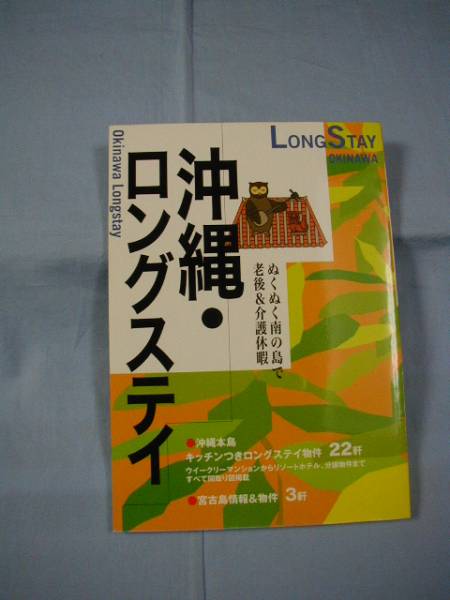 LONGSTAY
OKINAWA
Okinawa Longstay
沖縄・
ロングステイ
ぬくぬく南の島で
老後&介護休暇
●沖縄本島
キッチンつきロングステイ物件 22軒
ウイークリーマンションからリゾートホテル、分譲物件まで
すべて間取り図掲載
●宮古島情報&物件 3軒